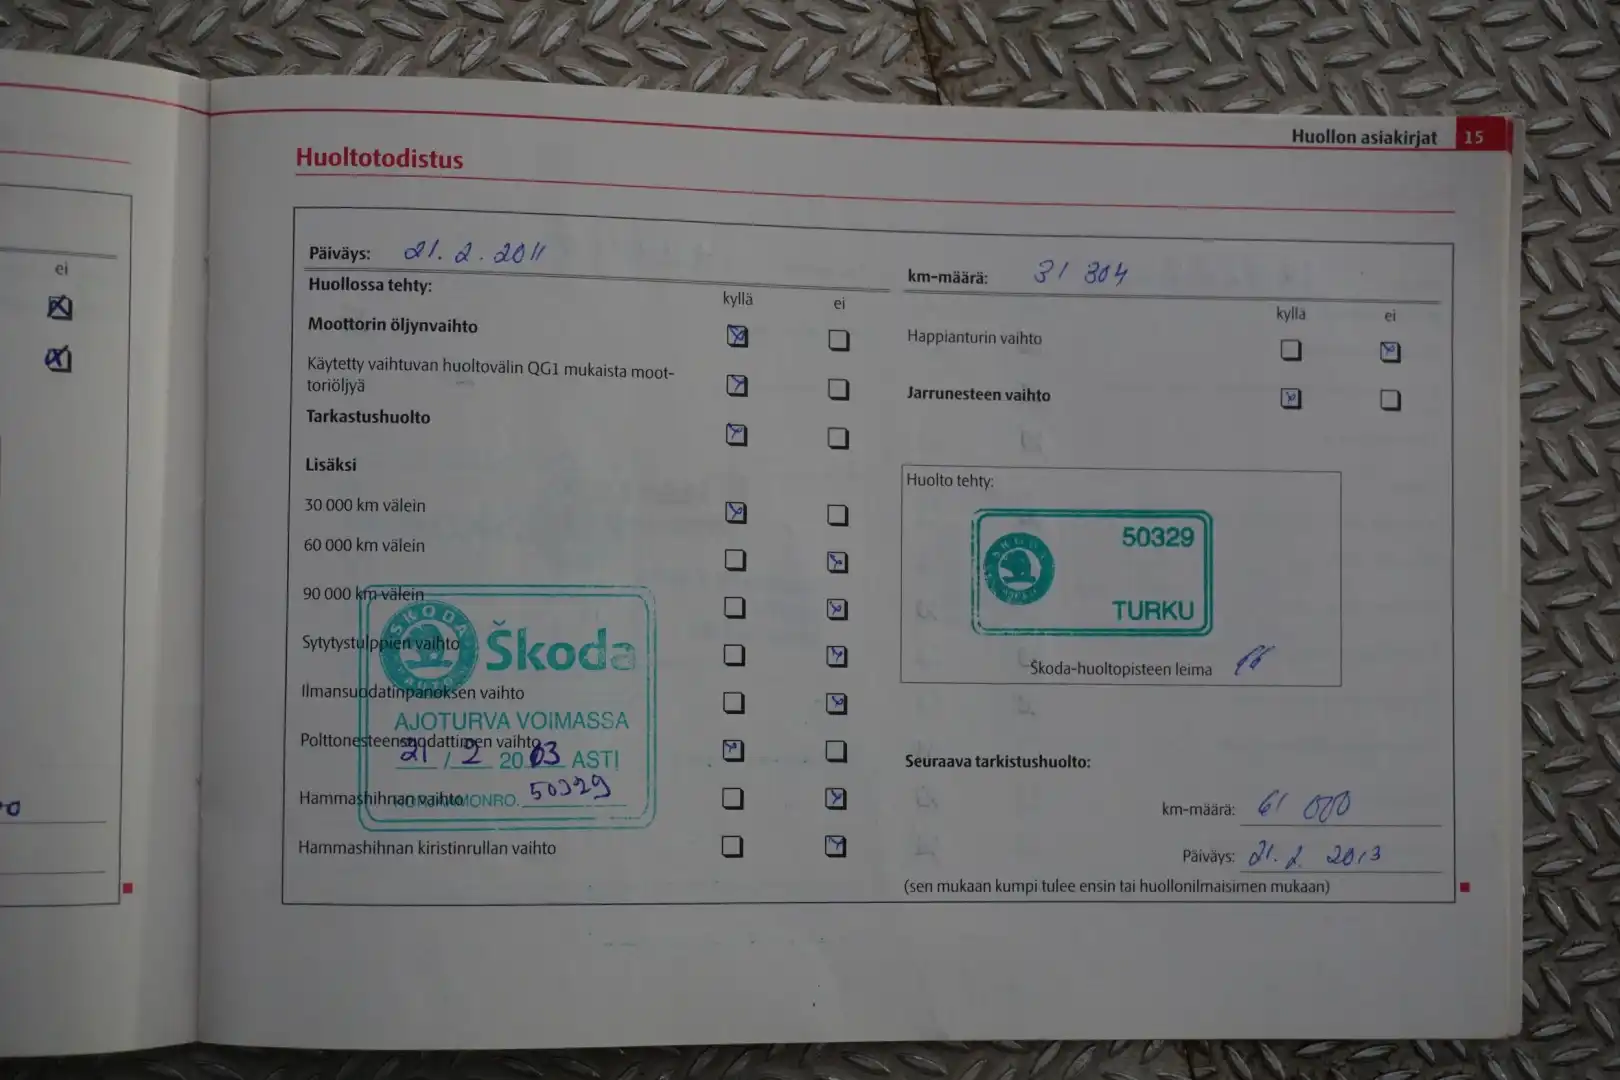 Huollon asiakirjat 15
Huoltotodistus
ei
Päiväys: 21. 2. 2011
Huollossa tehty:
kyllä ei
Moottorin öljynvaihto
Käytetty vaihtuvan huoltovälin QG1 mukaista moot-
toriöljyä
Tarkastushuolto
Lisäksi
30 000 km välein
60 000 km välein
90 000 km välein
Sytytystulppien vaihto
Ilmansuodatinpanoksen vaihto
Polttonesteensuodattimen vaihto
Hammashihnan vaihto
Hammashihnan kiristinrullan vaihto
SKODA
AUTO
Škoda
AJOTURVA VOIMASSA
21 / 2 2013 ASTI
50329
km-määrä: 31 304
kyllä ei
Happianturin vaihto
Jarrunesteen vaihto
Huolto tehty:
SKODA
50329
TURKU
Škoda-huoltopisteen leima
Seuraava tarkistushuolto:
km-määrä: 61 000
Päiväys: 21. 2. 2013
(sen mukaan kumpi tulee ensin tai huollonilmaisimen mukaan)